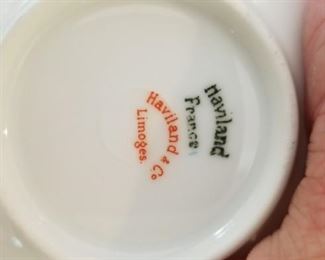 Haviland
France
Haviland & Co
Limoges.